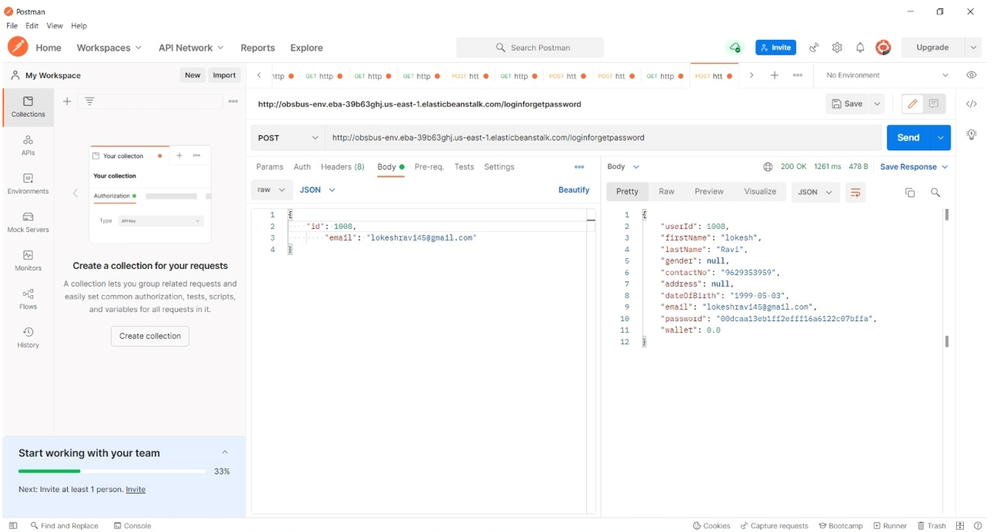 Postman
File Edit View Help
Home Workspaces API Network Reports Explore Search Postman Invite Upgrade
My Workspace New Import http GET http GET http GET http POST htt GET http POST htt POST htt GET http POST htt No Environment
http://obsbus-env.eba-39b63ghj.us-east-1.elasticbeanstalk.com/loginforgetpassword Save
Collections
APIs
Environments
Mock Servers
Monitors
Flows
History
Your collecton
Your collection
Authorization
Type API Key
Create a collection for your requests
A collection lets you group related requests and
easily set common authorization, tests, scripts,
and variables for all requests in it.
Create collection
Start working with your team
33%
Next: Invite at least 1 person. Invite
POST http://obsbus-env.eba-39b63ghj.us-east-1.elasticbeanstalk.com/loginforgetpassword Send
Params Auth Headers (8) Body Pre-req. Tests Settings
raw JSON Beautify
1 {
2 "id": 1008,
3 "email": "lokeshravi45@gmail.com"
4 }
Body 200 OK 1261 ms 478 B Save Response
Pretty Raw Preview Visualize JSON
1 {
2 "userId": 1008,
3 "firstName": "lokesh",
4 "lastName": "Ravi",
5 "gender": null,
6 "contactNo": "9629353959",
7 "address": null,
8 "dateOfBirth": "1999-05-03",
9 "email": "lokeshravi45@gmail.com",
10 "password": "00dcaa13eb1ff2efff16a6122c07bffa",
11 "wallet": 0.0
12 }
Find and Replace Console Cookies Capture requests Bootcamp Runner Trash